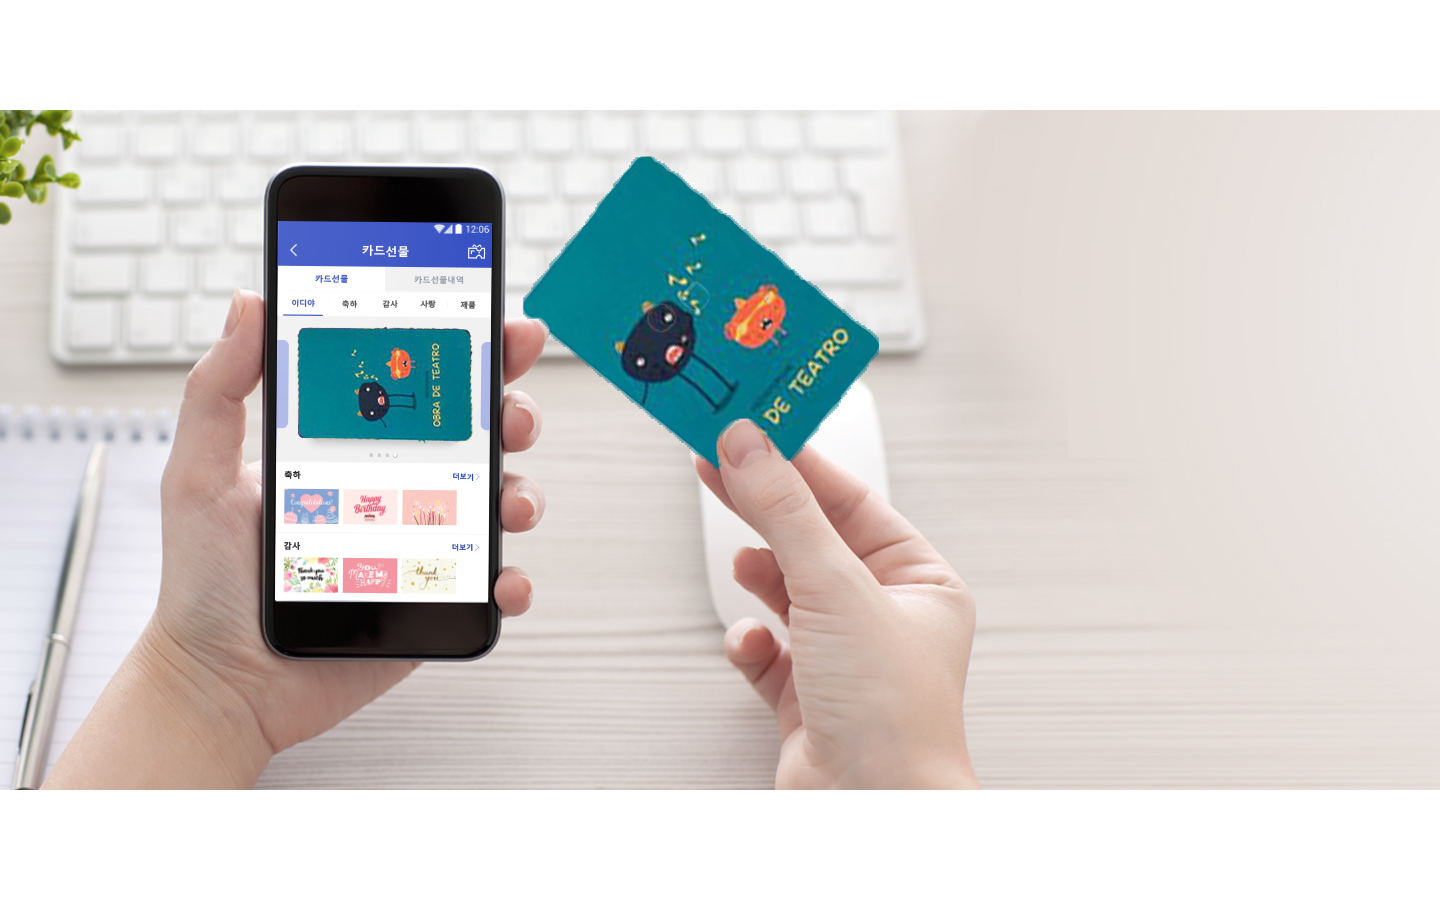 12:06
카드선물
카드선물 카드선물내역
이디야 축하 감사 사랑 제품
OBRA DE TEATRO
축하 더보기
Congratulations!
Happy
Birthday
감사 더보기
thank you
so much
YOU
MAKE ME
HAPPY
thank
you
DE TEATRO